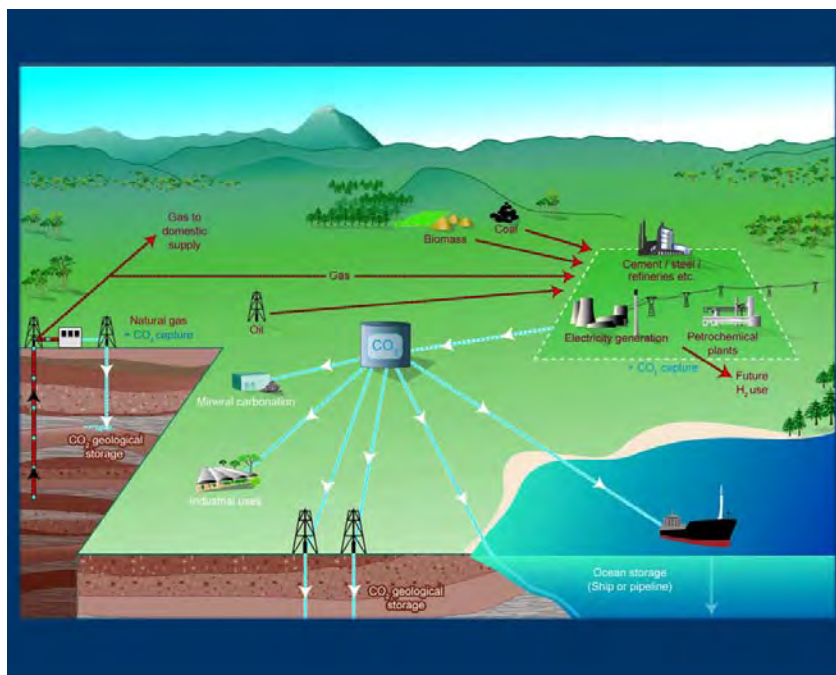 Gas to
domestic
supply
Biomass
Coal
Cement / steel /
refineries etc.
Gas
Oil
Natural gas
+ CO₂ capture
CO₂
Electricity generation
Petrochemical
plants
+ CO₂ capture
Future
H₂ use
Mineral carbonation
CO₂ geological
storage
Industrial uses
CO₂ geological
storage
Ocean storage
(Ship or pipeline)